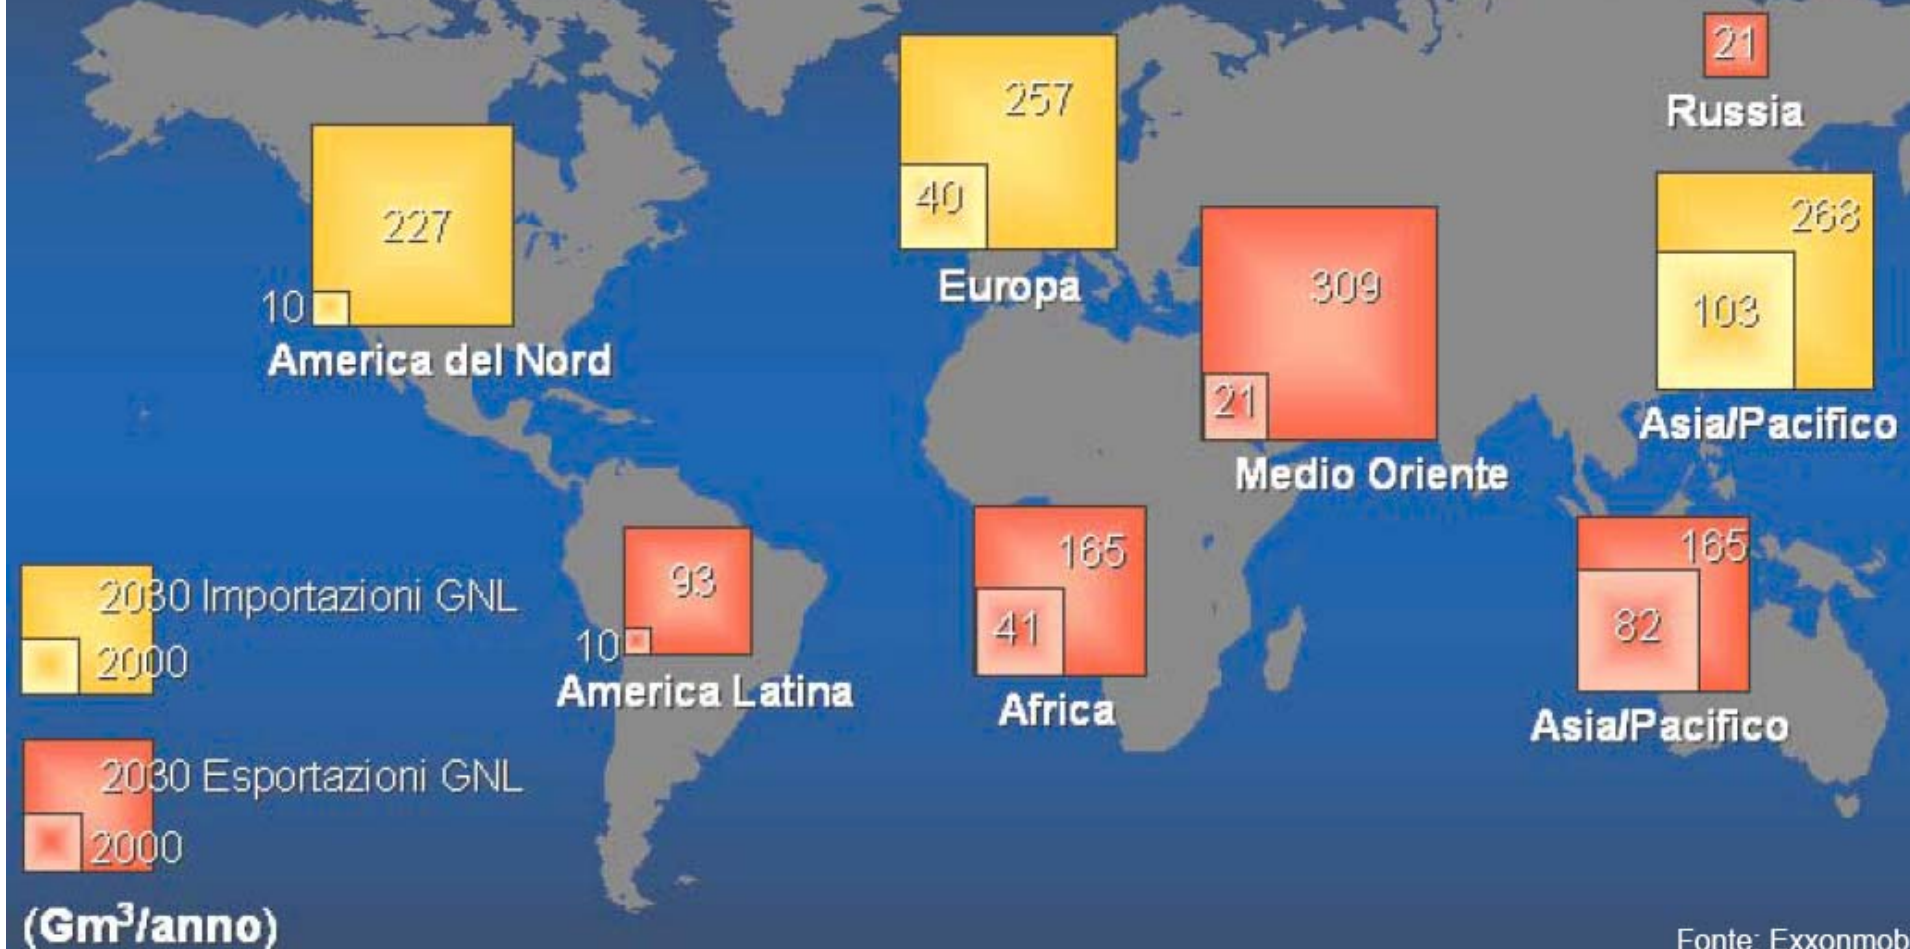 21
Russia
257
40
Europa
227
10
America del Nord
268
103
Asia/Pacifico
309
21
Medio Oriente
93
10
America Latina
165
41
Africa
165
82
Asia/Pacifico
2030 Importazioni GNL
2000
2030 Esportazioni GNL
2000
(Gm³/anno)
Fonte: Exxonmob